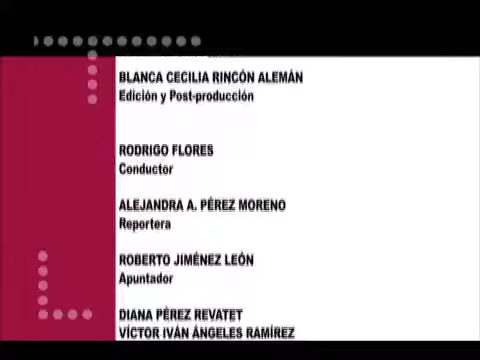 BLANCA CECILIA RINCÓN ALEMÁN
Edición y Post-producción
RODRIGO FLORES
Conductor
ALEJANDRA A. PÉREZ MORENO
Reportera
ROBERTO JIMÉNEZ LEÓN
Apuntador
DIANA PÉREZ REVATET
VÍCTOR IVÁN ÁNGELES RAMÍREZ